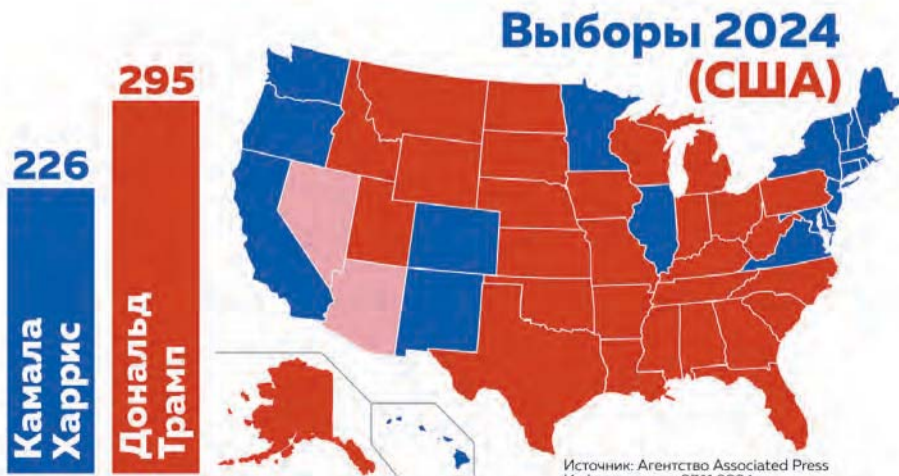 Выборы 2024
(США)
295
226
Камала
Харрис
Дональд
Трамп
Источник: Агентство Associated Press